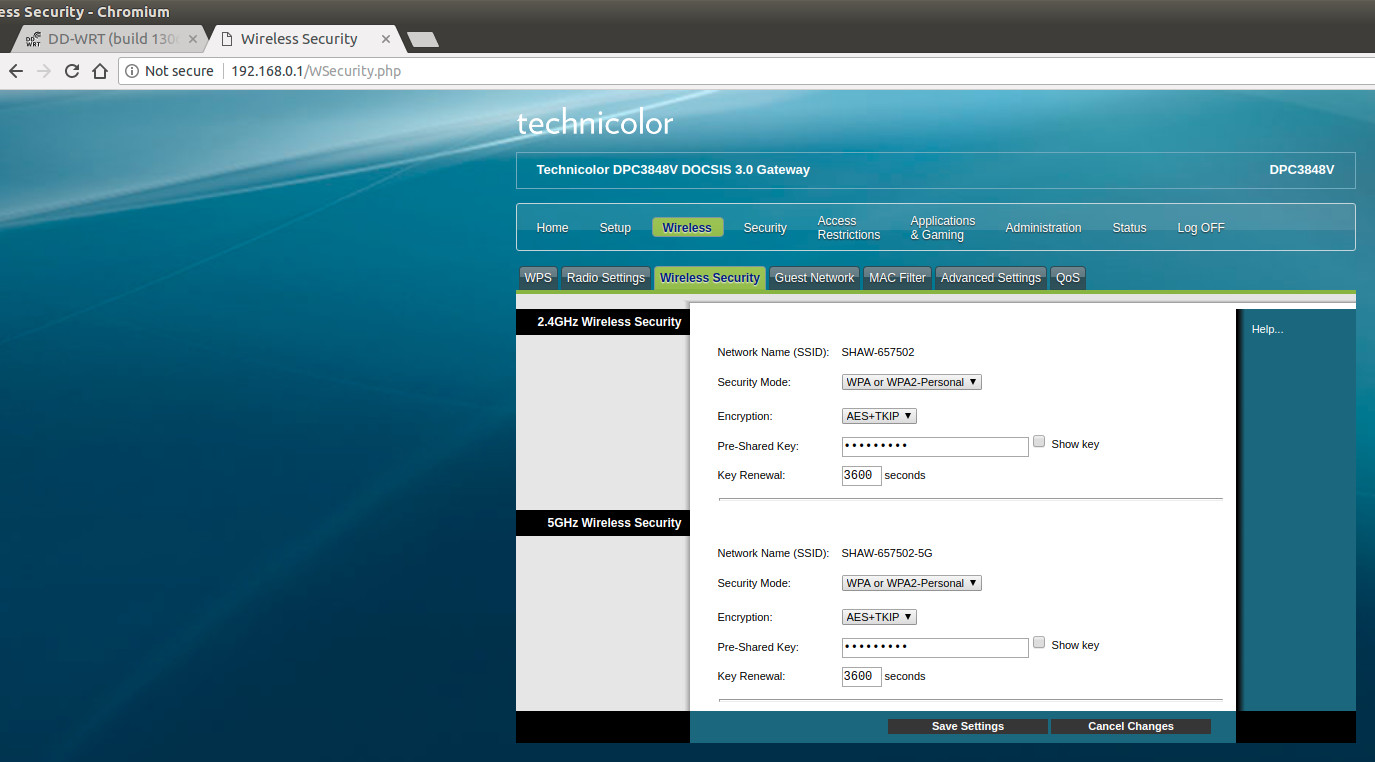 ess Security - Chromium
DD-WRT (build 130
Wireless Security
Not secure 192.168.0.1/WSecurity.php
technicolor
Technicolor DPC3848V DOCSIS 3.0 Gateway DPC3848V
Home Setup Wireless Security Access Restrictions Applications & Gaming Administration Status Log OFF
WPS Radio Settings Wireless Security Guest Network MAC Filter Advanced Settings QoS
2.4GHz Wireless Security
Help...
Network Name (SSID): SHAW-657502
Security Mode: WPA or WPA2-Personal
Encryption: AES+TKIP
Pre-Shared Key: ••••••••• Show key
Key Renewal: 3600 seconds
5GHz Wireless Security
Network Name (SSID): SHAW-657502-5G
Security Mode: WPA or WPA2-Personal
Encryption: AES+TKIP
Pre-Shared Key: ••••••••• Show key
Key Renewal: 3600 seconds
Save Settings Cancel Changes